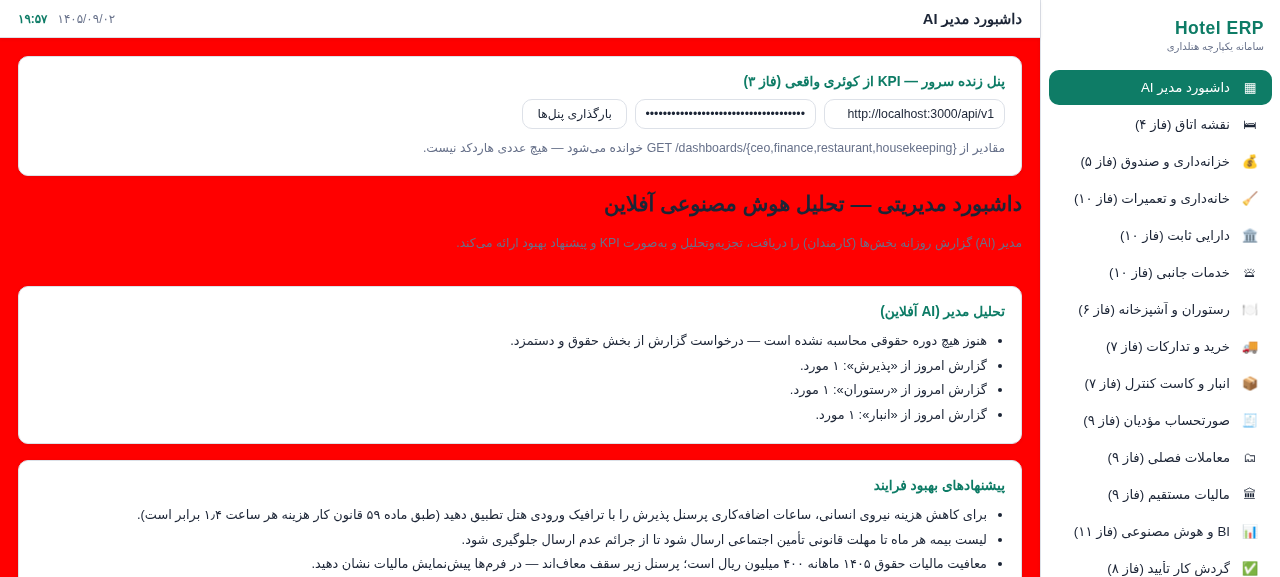 Hotel ERP
سامانه یکپارچه هتلداری
داشبورد مدیر AI
نقشه اتاق (فاز ۴)
خزانه‌داری و صندوق (فاز ۵)
خانه‌داری و تعمیرات (فاز ۱۰)
دارایی ثابت (فاز ۱۰)
خدمات جانبی (فاز ۱۰)
رستوران و آشپزخانه (فاز ۶)
خرید و تدارکات (فاز ۷)
انبار و کاست کنترل (فاز ۷)
صورتحساب مؤدیان (فاز ۹)
معاملات فصلی (فاز ۹)
مالیات مستقیم (فاز ۹)
BI و هوش مصنوعی (فاز ۱۱)
گردش کار تأیید (فاز ۸)
داشبورد مدیر AI
۱۴۰۵/۰۹/۰۲ ۱۹:۵۷
پنل زنده سرور — KPI از کوئری واقعی (فاز ۳)
http://localhost:3000/api/v1 •••••••••••••••••••••••••••••••••••• بارگذاری پنل‌ها
مقادیر از GET /dashboards/{ceo,finance,restaurant,housekeeping} خوانده می‌شود — هیچ عددی هاردکد نیست.
داشبورد مدیریتی — تحلیل هوش مصنوعی آفلاین
مدیر (AI) گزارش روزانه بخش‌ها (کارمندان) را دریافت، تجزیه‌وتحلیل و به‌صورت KPI و پیشنهاد بهبود ارائه می‌کند.
تحلیل مدیر (AI آفلاین)
• هنوز هیچ دوره حقوقی محاسبه نشده است — درخواست گزارش از بخش حقوق و دستمزد.
• گزارش امروز از «پذیرش»: ۱ مورد.
• گزارش امروز از «رستوران»: ۱ مورد.
• گزارش امروز از «انبار»: ۱ مورد.
پیشنهادهای بهبود فرایند
• برای کاهش هزینه نیروی انسانی، ساعات اضافه‌کاری پرسنل پذیرش را با ترافیک ورودی هتل تطبیق دهید (طبق ماده ۵۹ قانون کار هزینه هر ساعت ۱٫۴ برابر است).
• لیست بیمه هر ماه تا مهلت قانونی تأمین اجتماعی ارسال شود تا از جرائم عدم ارسال جلوگیری شود.
• معافیت مالیات حقوق ۱۴۰۵ ماهانه ۴۰۰ میلیون ریال است؛ پرسنل زیر سقف معاف‌اند — در فرم‌ها پیش‌نمایش مالیات نشان دهید.